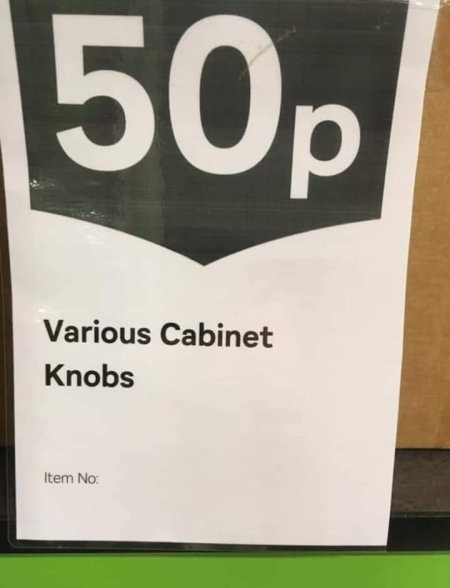 50p
Various Cabinet
Knobs
Item No: